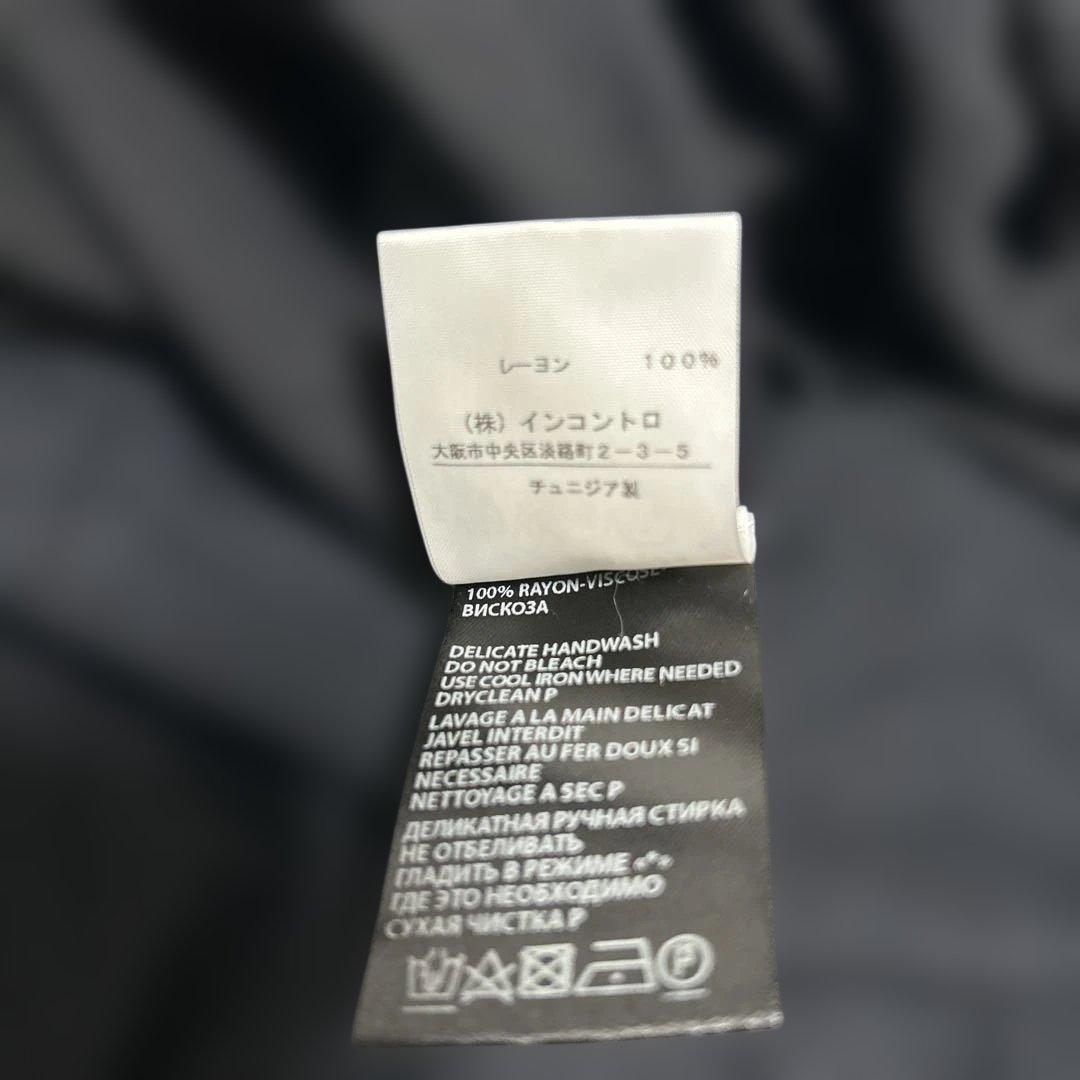 レーヨン 100%
(株)インコントロ
大阪市中央区淡路町2-3-5
チュニジア製
100% RAYON-VISCOSE
ВИСКОЗА
DELICATE HANDWASH
DO NOT BLEACH
USE COOL IRON WHERE NEEDED
DRYCLEAN P
LAVAGE A LA MAIN DELICAT
JAVEL INTERDIT
REPASSER AU FER DOUX SI
NECESSAIRE
NETTOYAGE A SEC P
ДЕЛИКАТНАЯ РУЧНАЯ СТИРКА
НЕ ОТБЕЛИВАТЬ
ГЛАДИТЬ В РЕЖИМЕ «*»
ГДЕ ЭТО НЕОБХОДИМО
СУХАЯ ЧИСТКА P
P